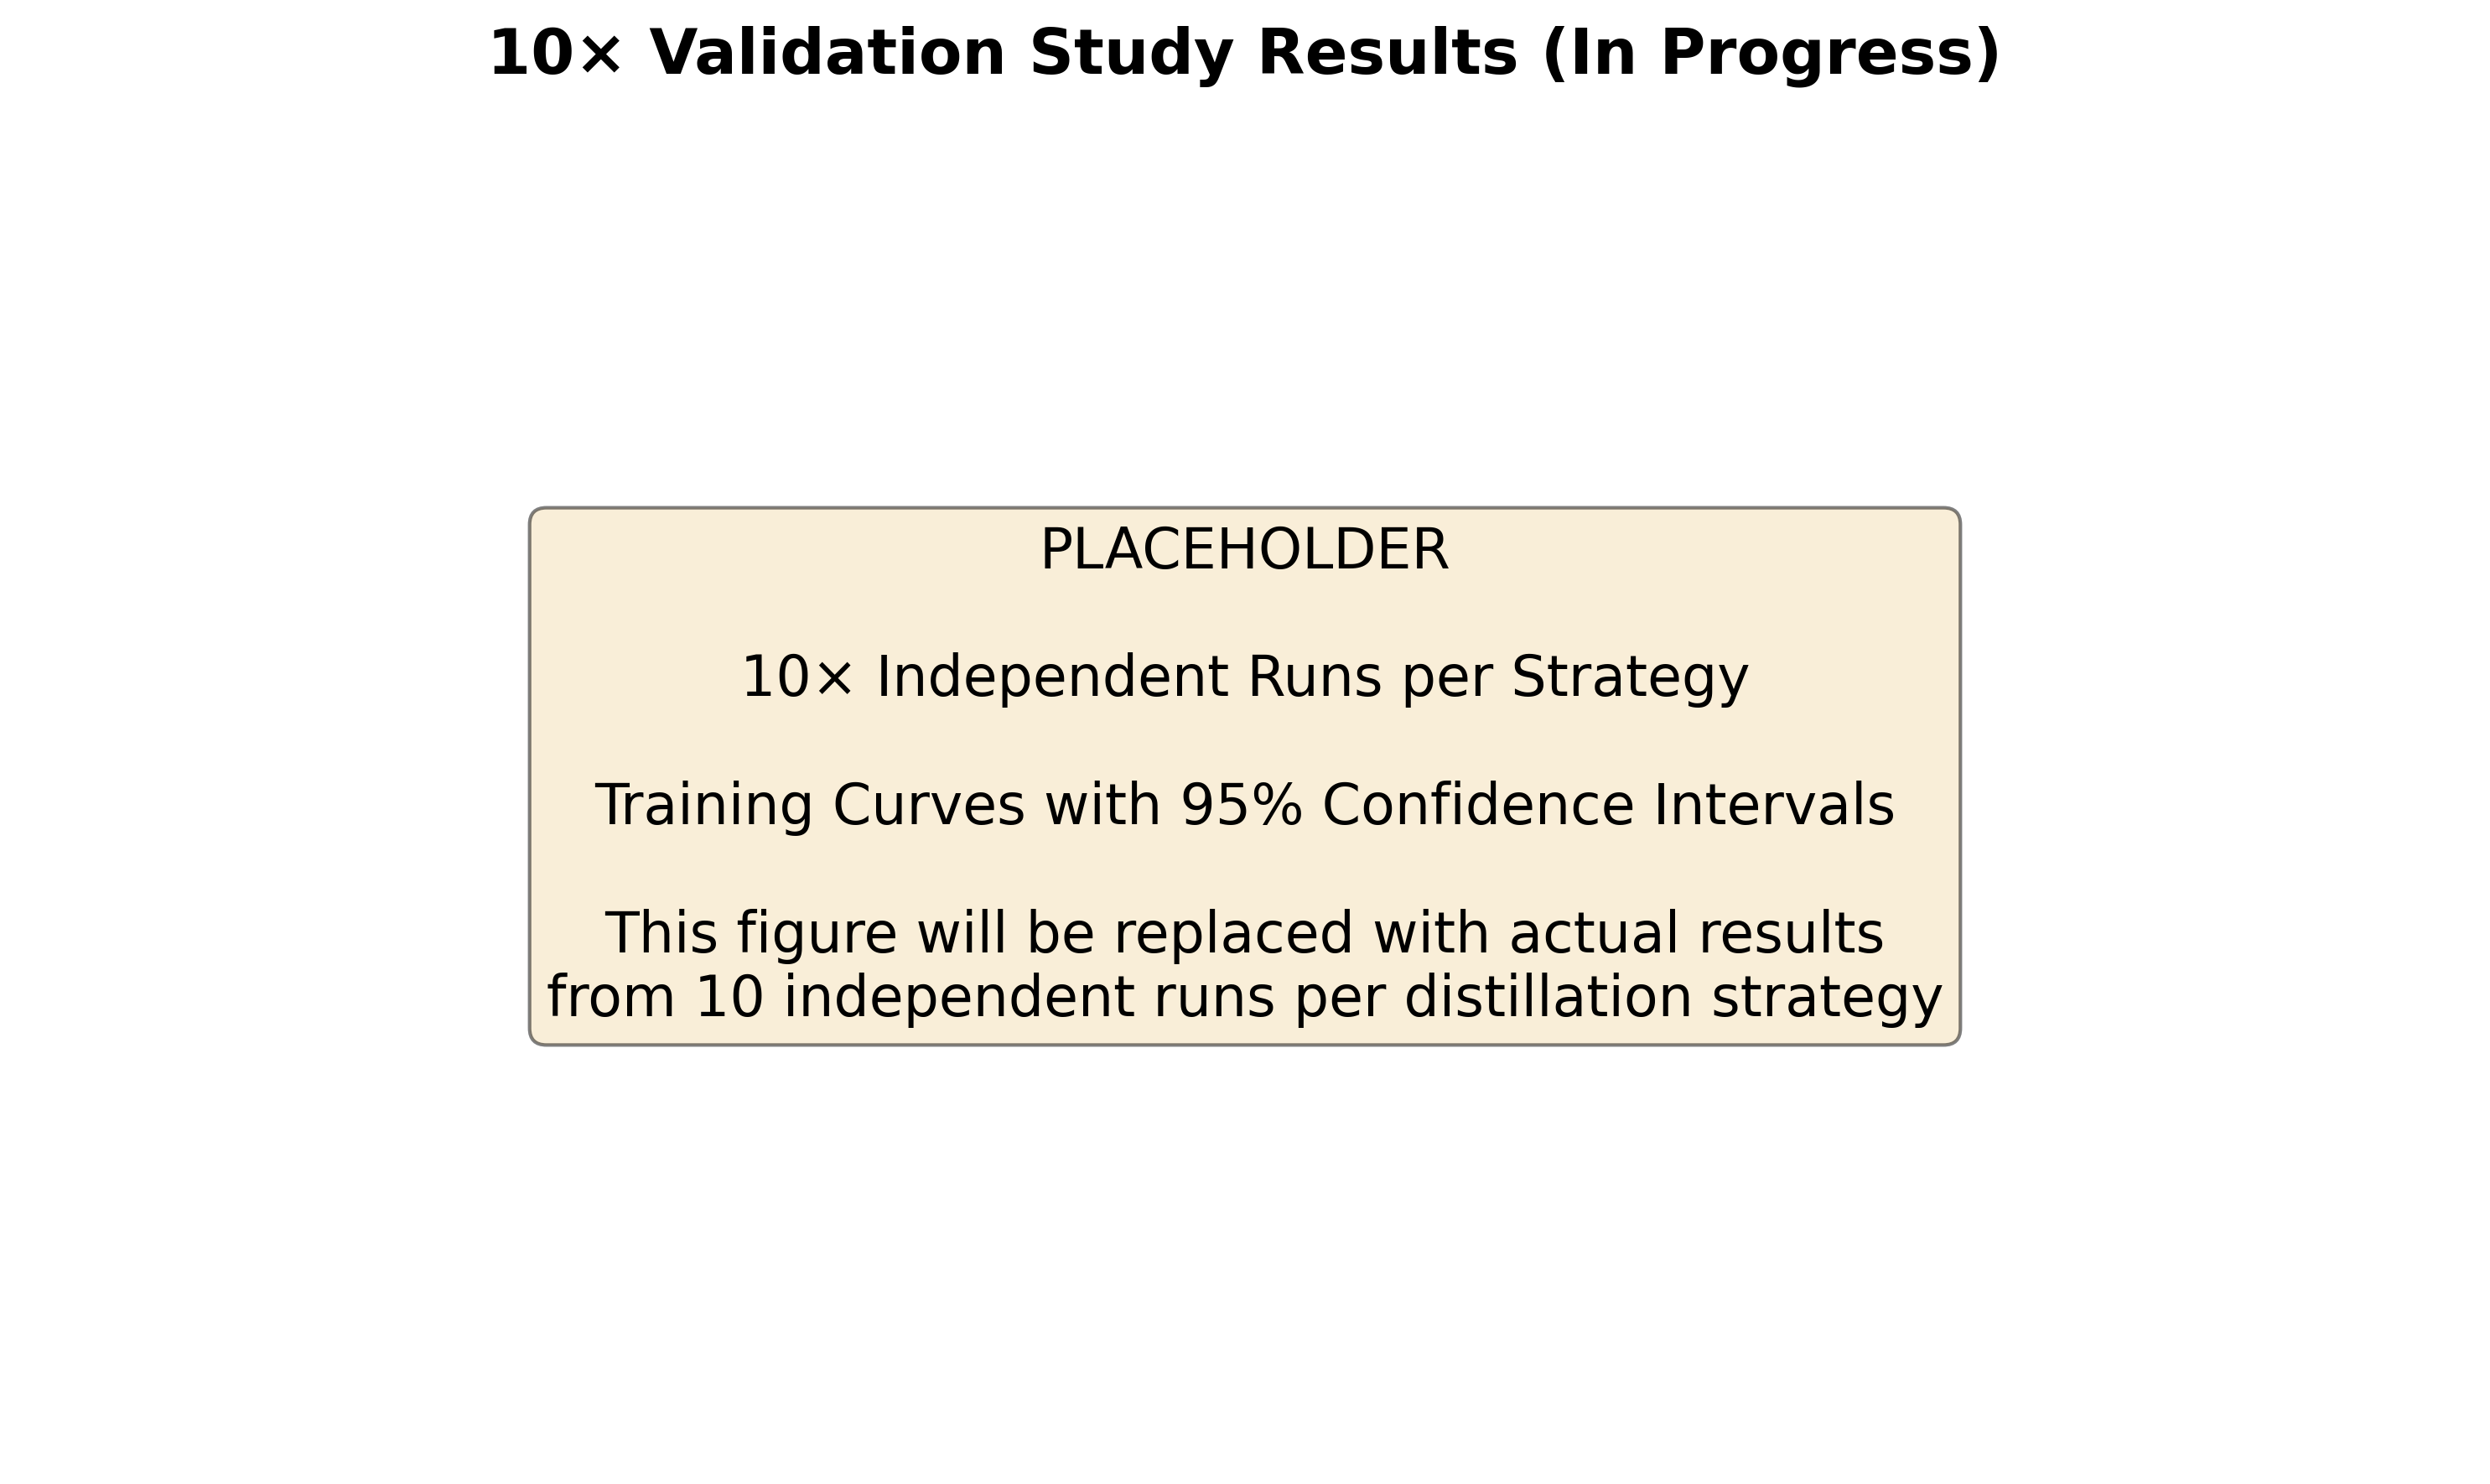 10× Validation Study Results (In Progress)
PLACEHOLDER
10× Independent Runs per Strategy
Training Curves with 95% Confidence Intervals
This figure will be replaced with actual results
from 10 independent runs per distillation strategy